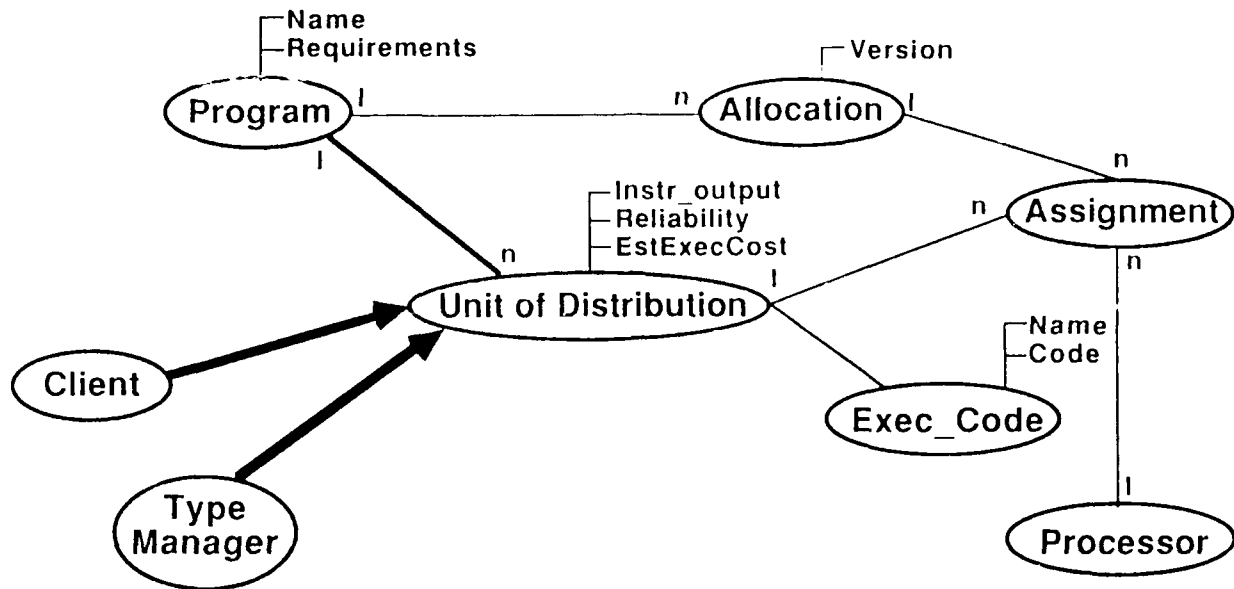 Name
Requirements
Version
Program
l
n
Allocation
l
l
n
Instr_output
Reliability
EstExecCost
n
Assignment
n
l
n
Unit of Distribution
Name
Code
Client
Exec_Code
Type
Manager
l
Processor